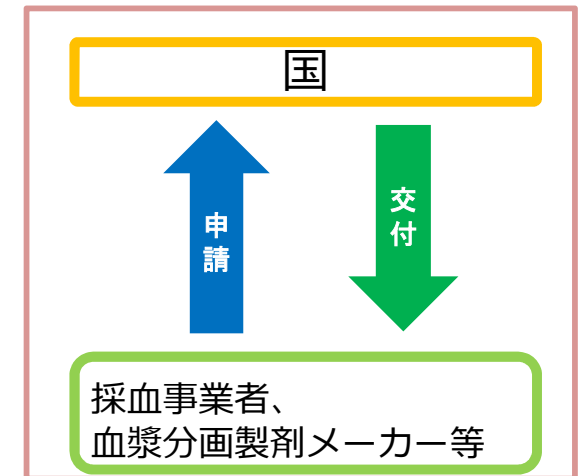 国
申請
交付
採血事業者、
血漿分画製剤メーカー等